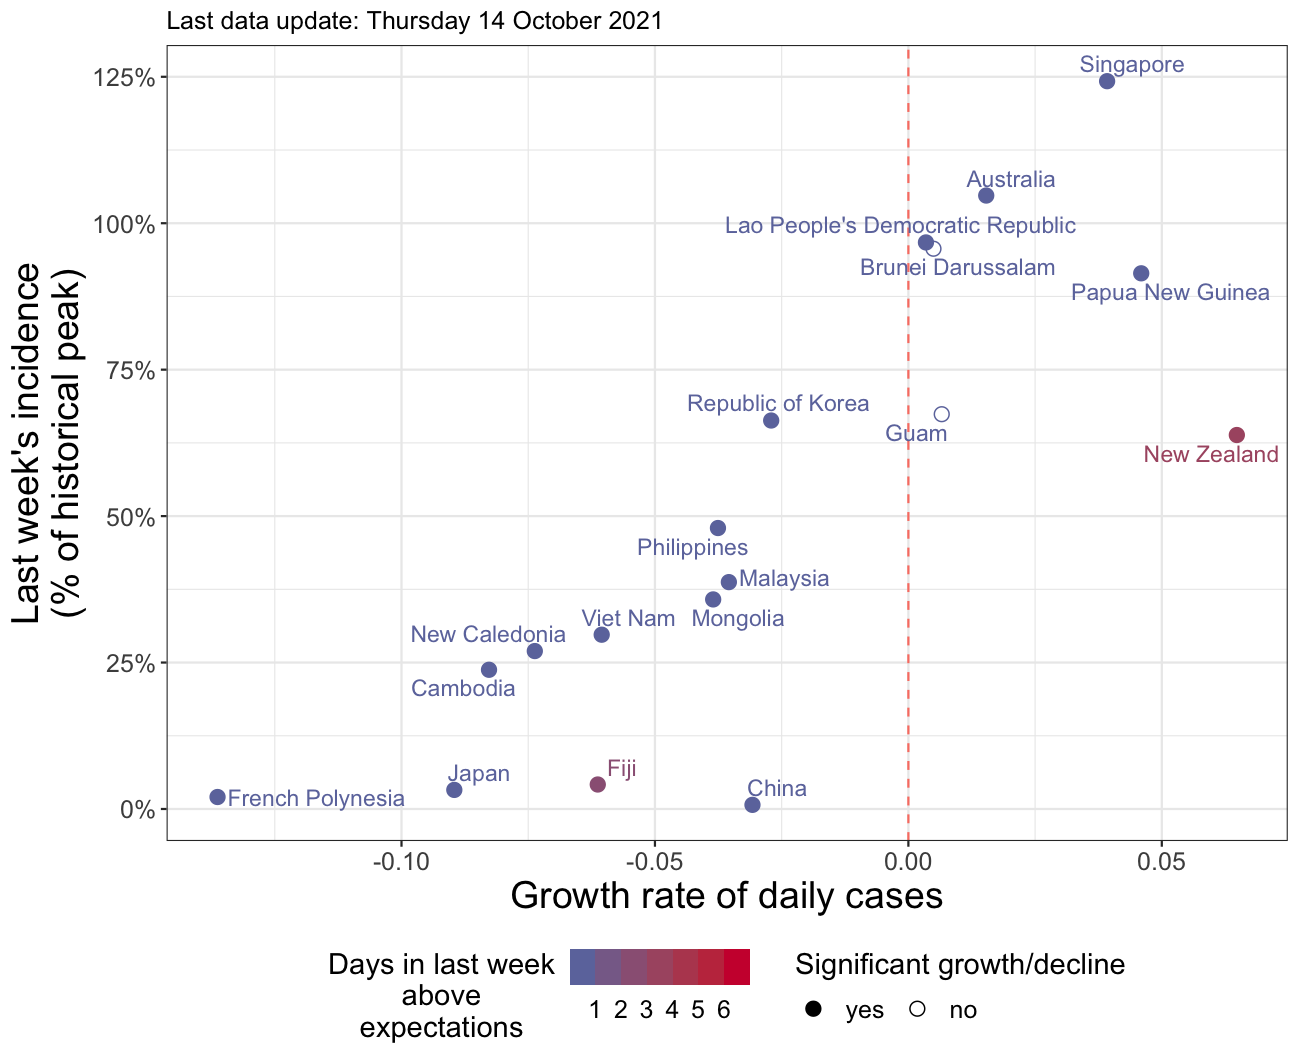 Last data update: Thursday 14 October 2021
125%
100%
75%
50%
25%
0%
Last week's incidence
(% of historical peak)
Singapore
Australia
Lao People's Democratic Republic
Brunei Darussalam
Papua New Guinea
Republic of Korea
Guam
New Zealand
Philippines
Malaysia
Mongolia
Viet Nam
New Caledonia
Cambodia
Fiji
Japan
China
French Polynesia
-0.10 -0.05 0.00 0.05
Growth rate of daily cases
Days in last week
above
expectations
1 2 3 4 5 6
Significant growth/decline
yes no